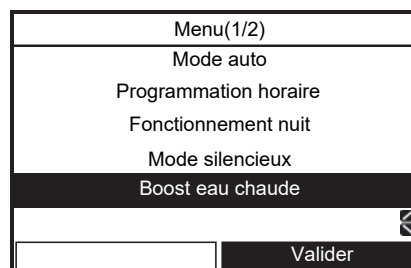 Menu(1/2)
Mode auto
Programmation horaire
Fonctionnement nuit
Mode silencieux
Boost eau chaude
Valider